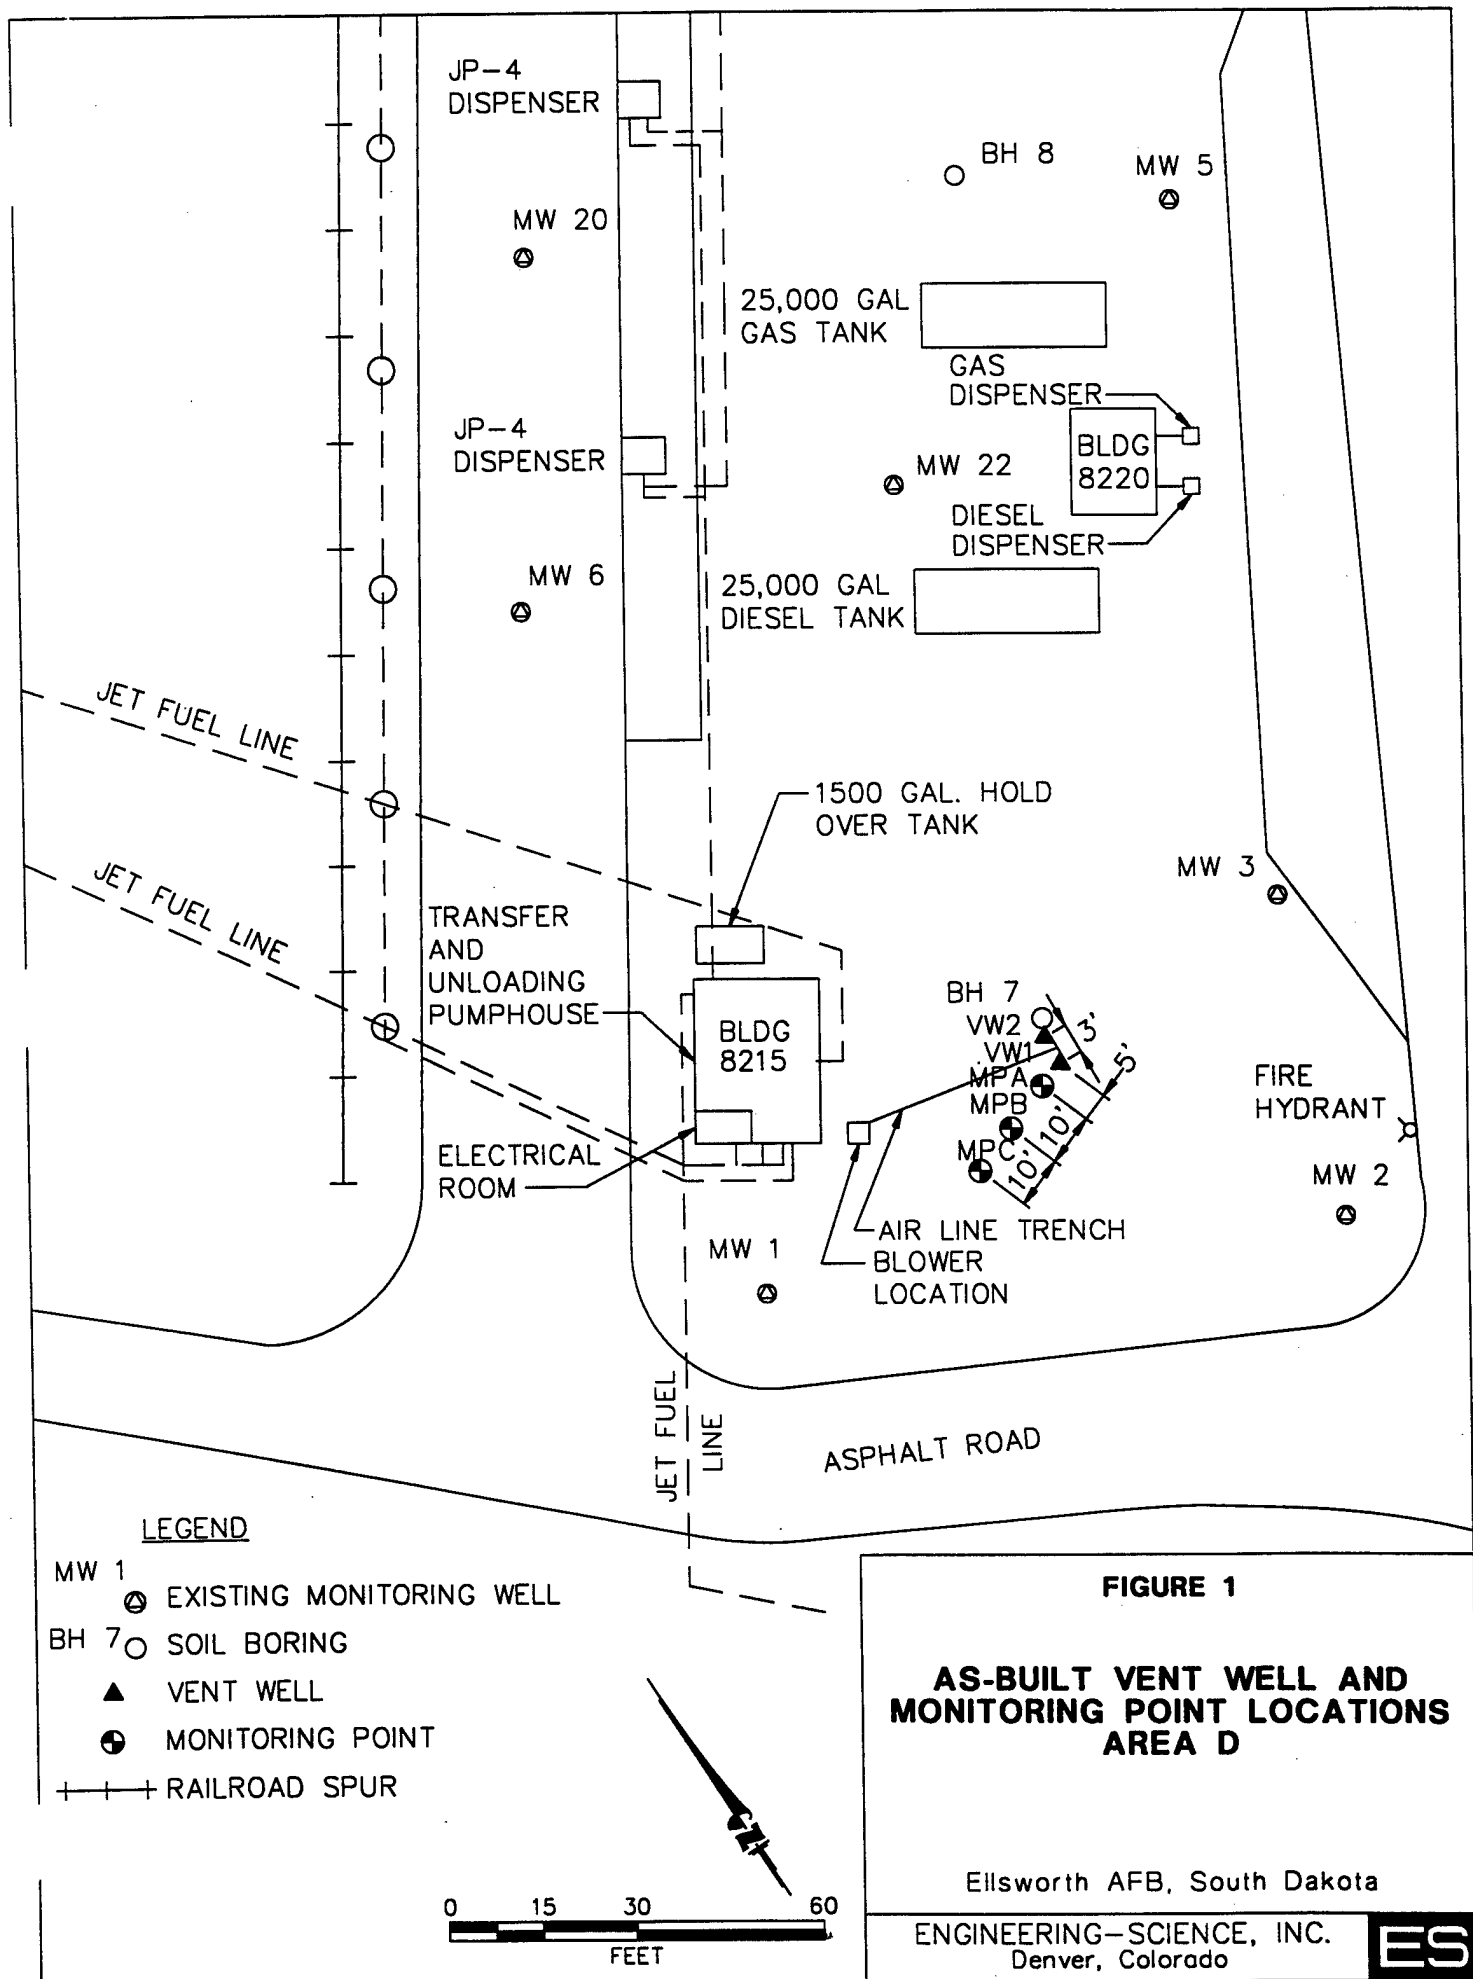 JP-4
DISPENSER
BH 8
MW 5
MW 20
25,000 GAL
GAS TANK
GAS
DISPENSER
JP-4
DISPENSER
BLDG
8220
MW 22
DIESEL
DISPENSER
MW 6
25,000 GAL
DIESEL TANK
JET FUEL LINE
1500 GAL. HOLD
OVER TANK
MW 3
JET FUEL LINE
TRANSFER
AND
UNLOADING
PUMPHOUSE
BLDG
8215
BH 7
VW2
VW1
MPA
MPB
MPC
3'
5'
10'
10'
FIRE
HYDRANT
ELECTRICAL
ROOM
MW 2
AIR LINE TRENCH
BLOWER
LOCATION
MW 1
JET FUEL
LINE
ASPHALT ROAD
LEGEND
MW 1
EXISTING MONITORING WELL
BH 7
SOIL BORING
VENT WELL
MONITORING POINT
RAILROAD SPUR
N
0 15 30 60
FEET
FIGURE 1
AS-BUILT VENT WELL AND
MONITORING POINT LOCATIONS
AREA D
Ellsworth AFB, South Dakota
ENGINEERING-SCIENCE, INC.
Denver, Colorado
ES